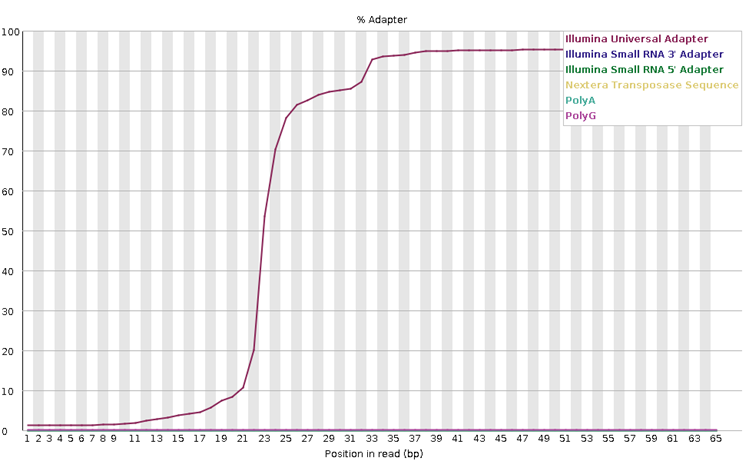 % Adapter
100
90
80
70
60
50
40
30
20
10
0
Illumina Universal Adapter
Illumina Small RNA 3' Adapter
Illumina Small RNA 5' Adapter
Nextera Transposase Sequence
PolyA
PolyG
1 2 3 4 5 6 7 8 9 11 13 15 17 19 21 23 25 27 29 31 33 35 37 39 41 43 45 47 49 51 53 55 57 59 61 63 65
Position in read (bp)